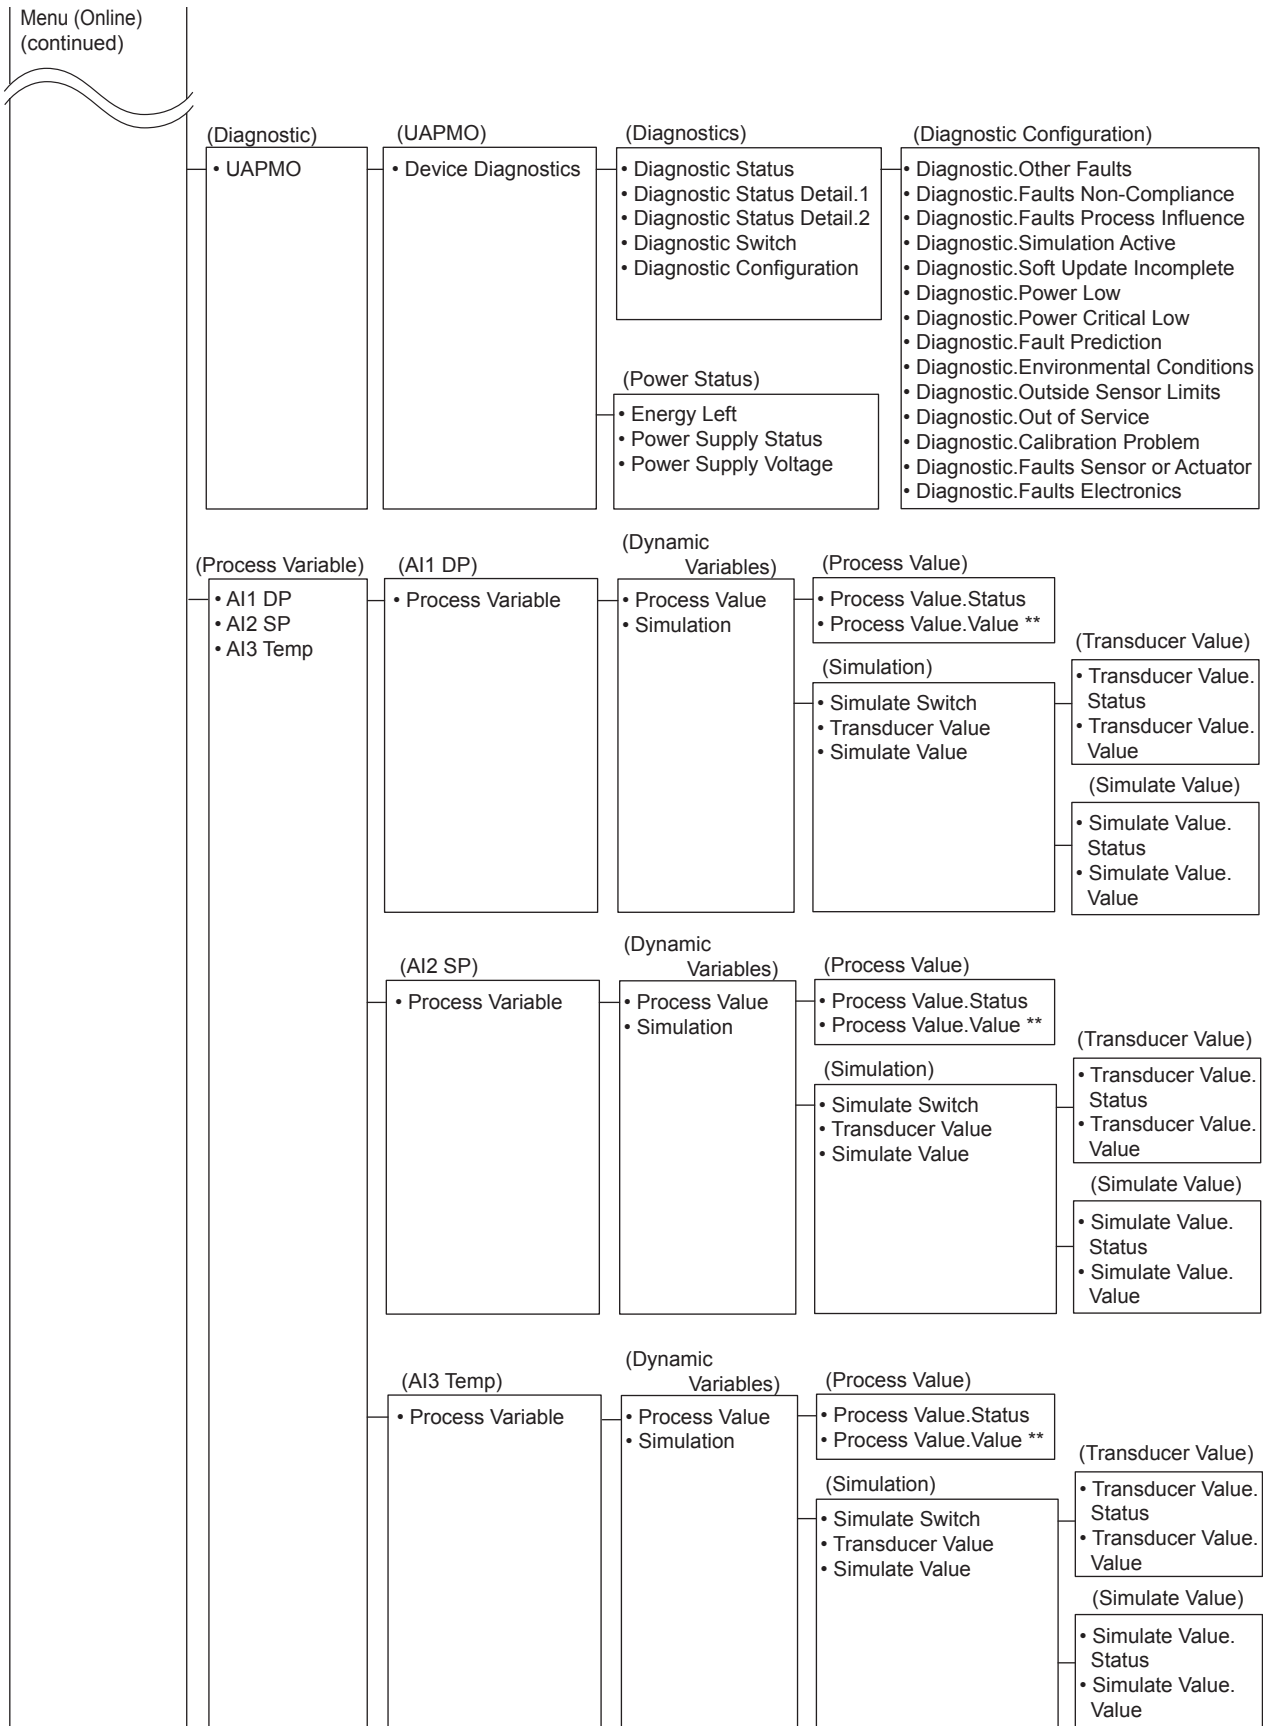 Menu (Online)
(continued)
(Diagnostic)
• UAPMO
(UAPMO)
• Device Diagnostics
(Diagnostics)
• Diagnostic Status
• Diagnostic Status Detail.1
• Diagnostic Status Detail.2
• Diagnostic Switch
• Diagnostic Configuration
(Diagnostic Configuration)
• Diagnostic.Other Faults
• Diagnostic.Faults Non-Compliance
• Diagnostic.Faults Process Influence
• Diagnostic.Simulation Active
• Diagnostic.Soft Update Incomplete
• Diagnostic.Power Low
• Diagnostic.Power Critical Low
• Diagnostic.Fault Prediction
• Diagnostic.Environmental Conditions
• Diagnostic.Outside Sensor Limits
• Diagnostic.Out of Service
• Diagnostic.Calibration Problem
• Diagnostic.Faults Sensor or Actuator
• Diagnostic.Faults Electronics
(Power Status)
• Energy Left
• Power Supply Status
• Power Supply Voltage
(Process Variable)
• AI1 DP
• AI2 SP
• AI3 Temp
(AI1 DP)
• Process Variable
(Dynamic
Variables)
• Process Value
• Simulation
(Process Value)
• Process Value.Status
• Process Value.Value **
(Simulation)
• Simulate Switch
• Transducer Value
• Simulate Value
(Transducer Value)
• Transducer Value.
Status
• Transducer Value.
Value
(Simulate Value)
• Simulate Value.
Status
• Simulate Value.
Value
(AI2 SP)
• Process Variable
(Dynamic
Variables)
• Process Value
• Simulation
(Process Value)
• Process Value.Status
• Process Value.Value **
(Simulation)
• Simulate Switch
• Transducer Value
• Simulate Value
(Transducer Value)
• Transducer Value.
Status
• Transducer Value.
Value
(Simulate Value)
• Simulate Value.
Status
• Simulate Value.
Value
(AI3 Temp)
• Process Variable
(Dynamic
Variables)
• Process Value
• Simulation
(Process Value)
• Process Value.Status
• Process Value.Value **
(Simulation)
• Simulate Switch
• Transducer Value
• Simulate Value
(Transducer Value)
• Transducer Value.
Status
• Transducer Value.
Value
(Simulate Value)
• Simulate Value.
Status
• Simulate Value.
Value